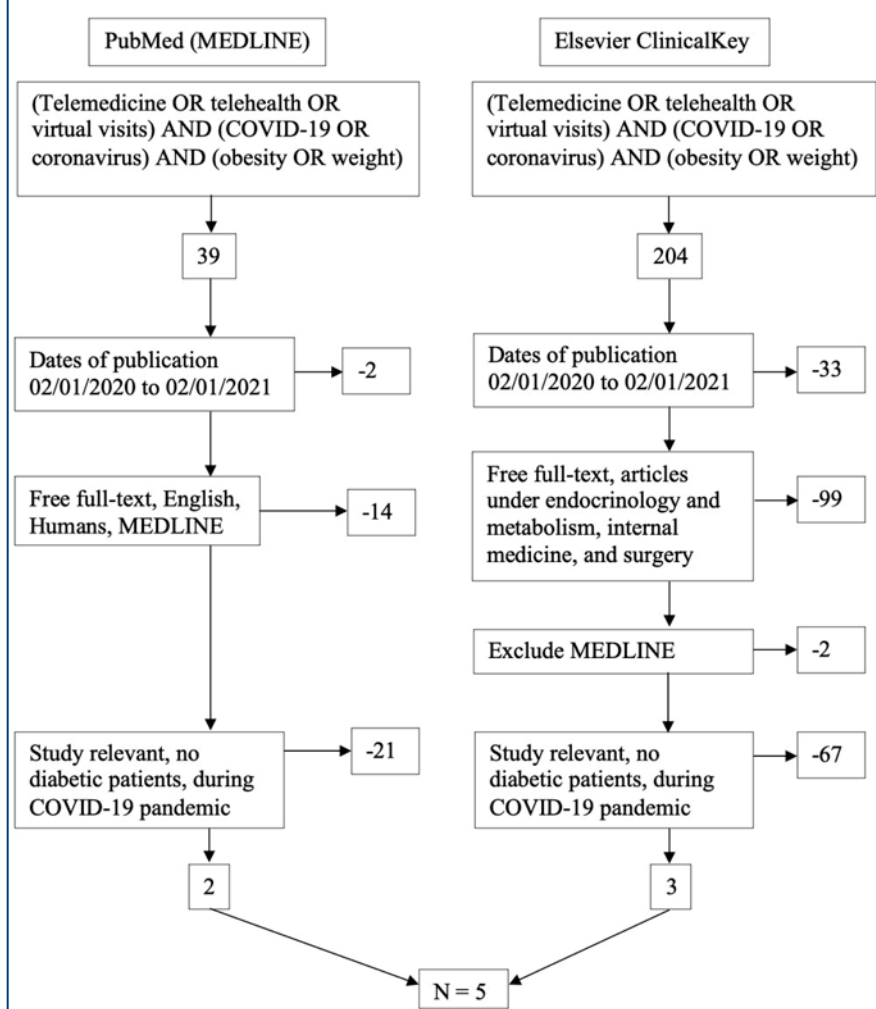 PubMed (MEDLINE)
Elsevier ClinicalKey
(Telemedicine OR telehealth OR
virtual visits) AND (COVID-19 OR
coronavirus) AND (obesity OR weight)
(Telemedicine OR telehealth OR
virtual visits) AND (COVID-19 OR
coronavirus) AND (obesity OR weight)
39
204
Dates of publication
02/01/2020 to 02/01/2021
-2
Dates of publication
02/01/2020 to 02/01/2021
-33
Free full-text, English,
Humans, MEDLINE
-14
Free full-text, articles
under endocrinology and
metabolism, internal
medicine, and surgery
-99
Exclude MEDLINE
-2
Study relevant, no
diabetic patients, during
COVID-19 pandemic
-21
Study relevant, no
diabetic patients, during
COVID-19 pandemic
-67
2
3
N = 5